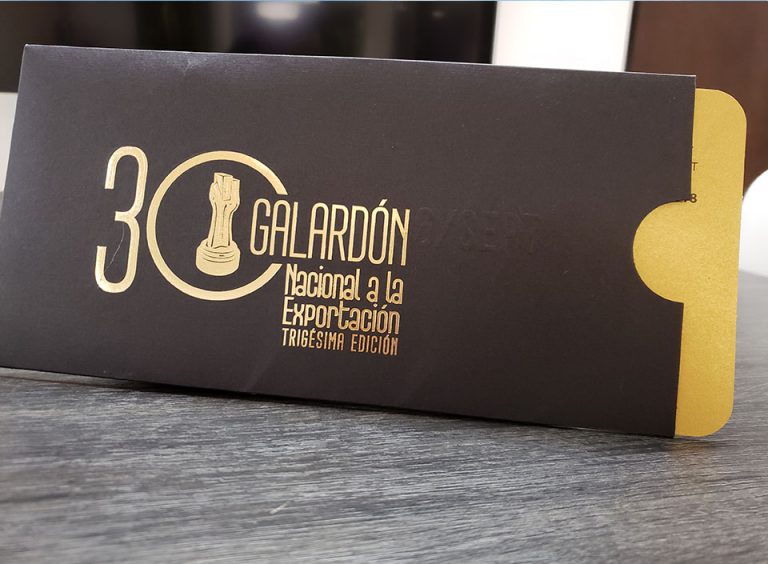 30 GALARDÓN
Nacional a la
Exportación
TRIGÉSIMA EDICIÓN